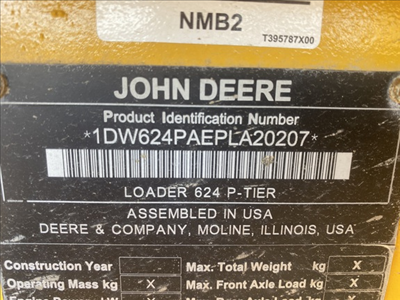 NMB2
T395787X00
JOHN DEERE
Product Identification Number
*1DW624PAEPLA20207*
LOADER 624 P-TIER
ASSEMBLED IN USA
DEERE & COMPANY, MOLINE, ILLINOIS, USA
Construction Year Max. Total Weight kg X
Operating Mass kg X Max. Front Axle Load kg X